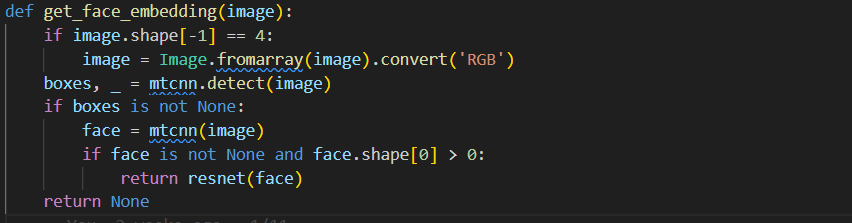 def get_face_embedding(image):
    if image.shape[-1] == 4:
        image = Image.fromarray(image).convert('RGB')
    boxes, _ = mtcnn.detect(image)
    if boxes is not None:
        face = mtcnn(image)
        if face is not None and face.shape[0] > 0:
            return resnet(face)
    return None